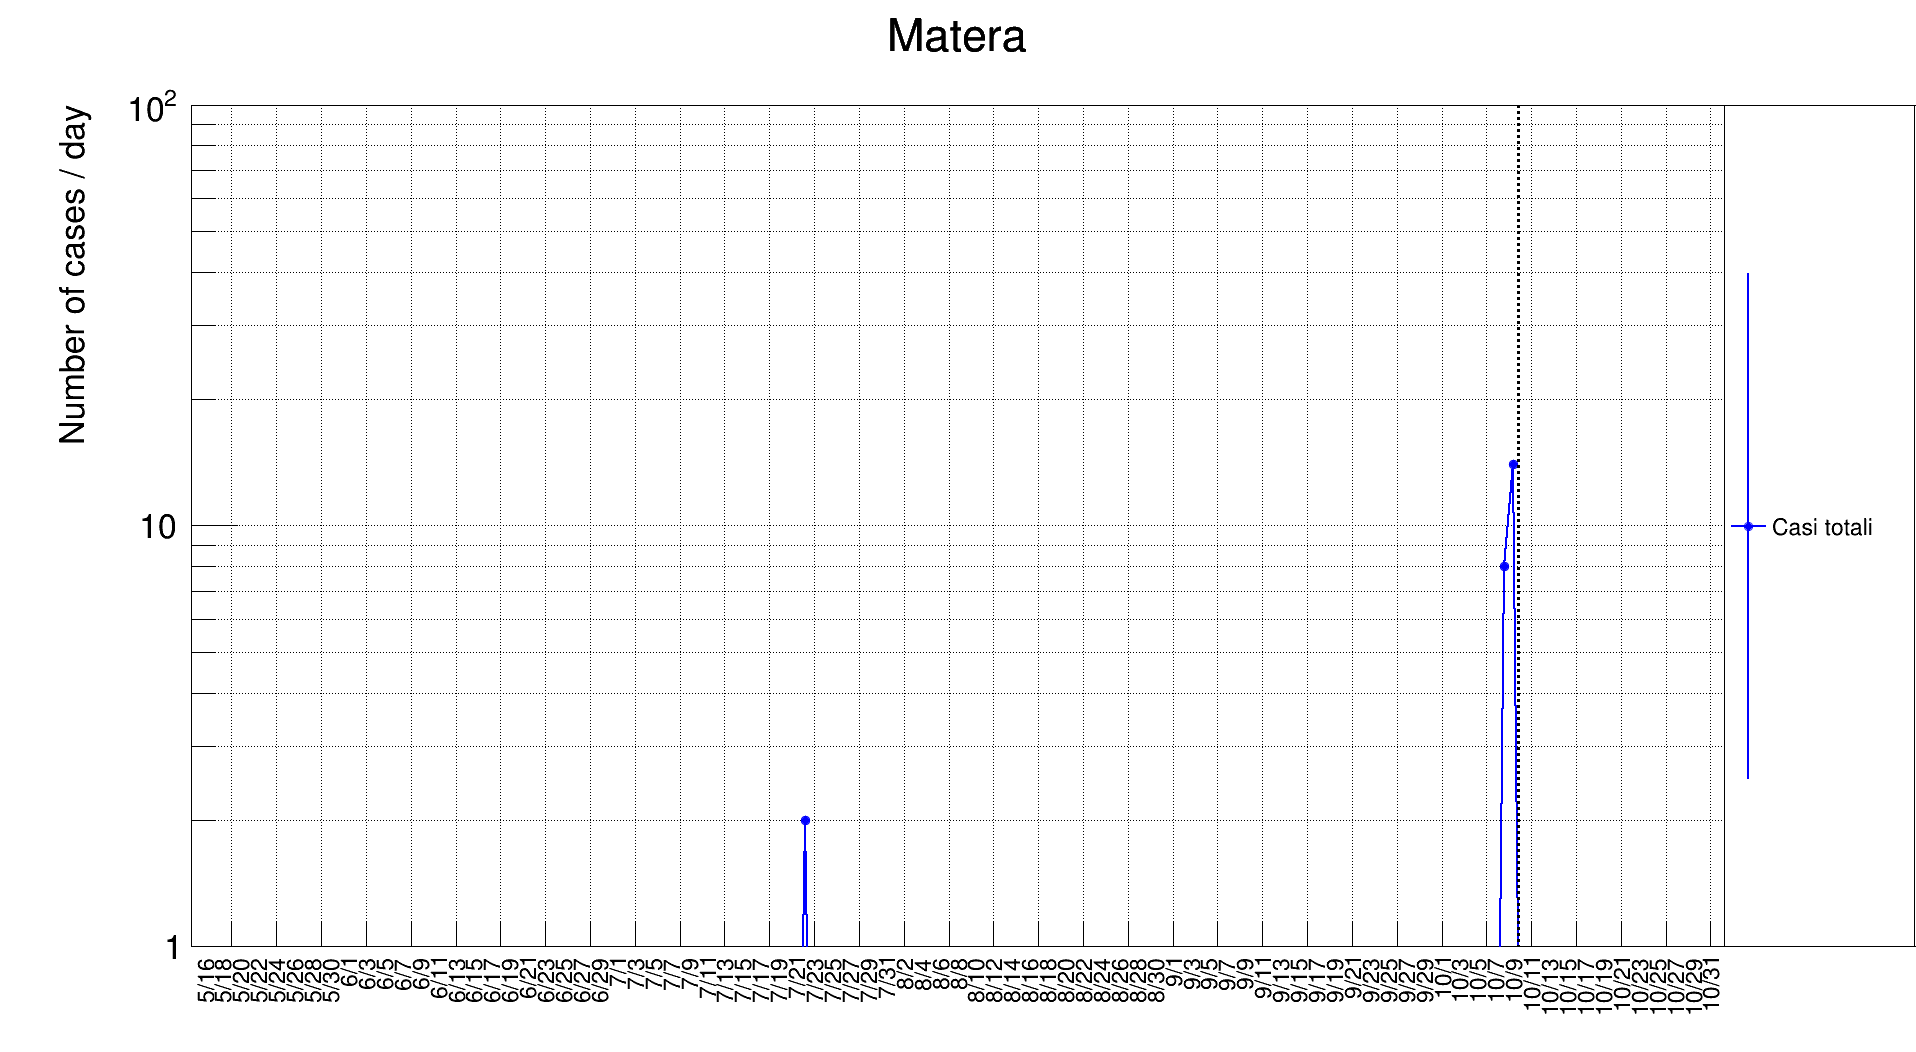 Matera
Number of cases / day
10²
10
1
Casi totali
5/16 5/18 5/20 5/22 5/24 5/26 5/28 5/30 6/1 6/3 6/5 6/7 6/9 6/11 6/13 6/15 6/17 6/19 6/21 6/23 6/25 6/27 6/29 7/1 7/3 7/5 7/7 7/9 7/11 7/13 7/15 7/17 7/19 7/21 7/23 7/25 7/27 7/29 7/31 8/2 8/4 8/6 8/8 8/10 8/12 8/14 8/16 8/18 8/20 8/22 8/24 8/26 8/28 8/30 9/1 9/3 9/5 9/7 9/9 9/11 9/13 9/15 9/17 9/19 9/21 9/23 9/25 9/27 9/29 10/1 10/3 10/5 10/7 10/9 10/11 10/13 10/15 10/17 10/19 10/21 10/23 10/25 10/27 10/29 10/31